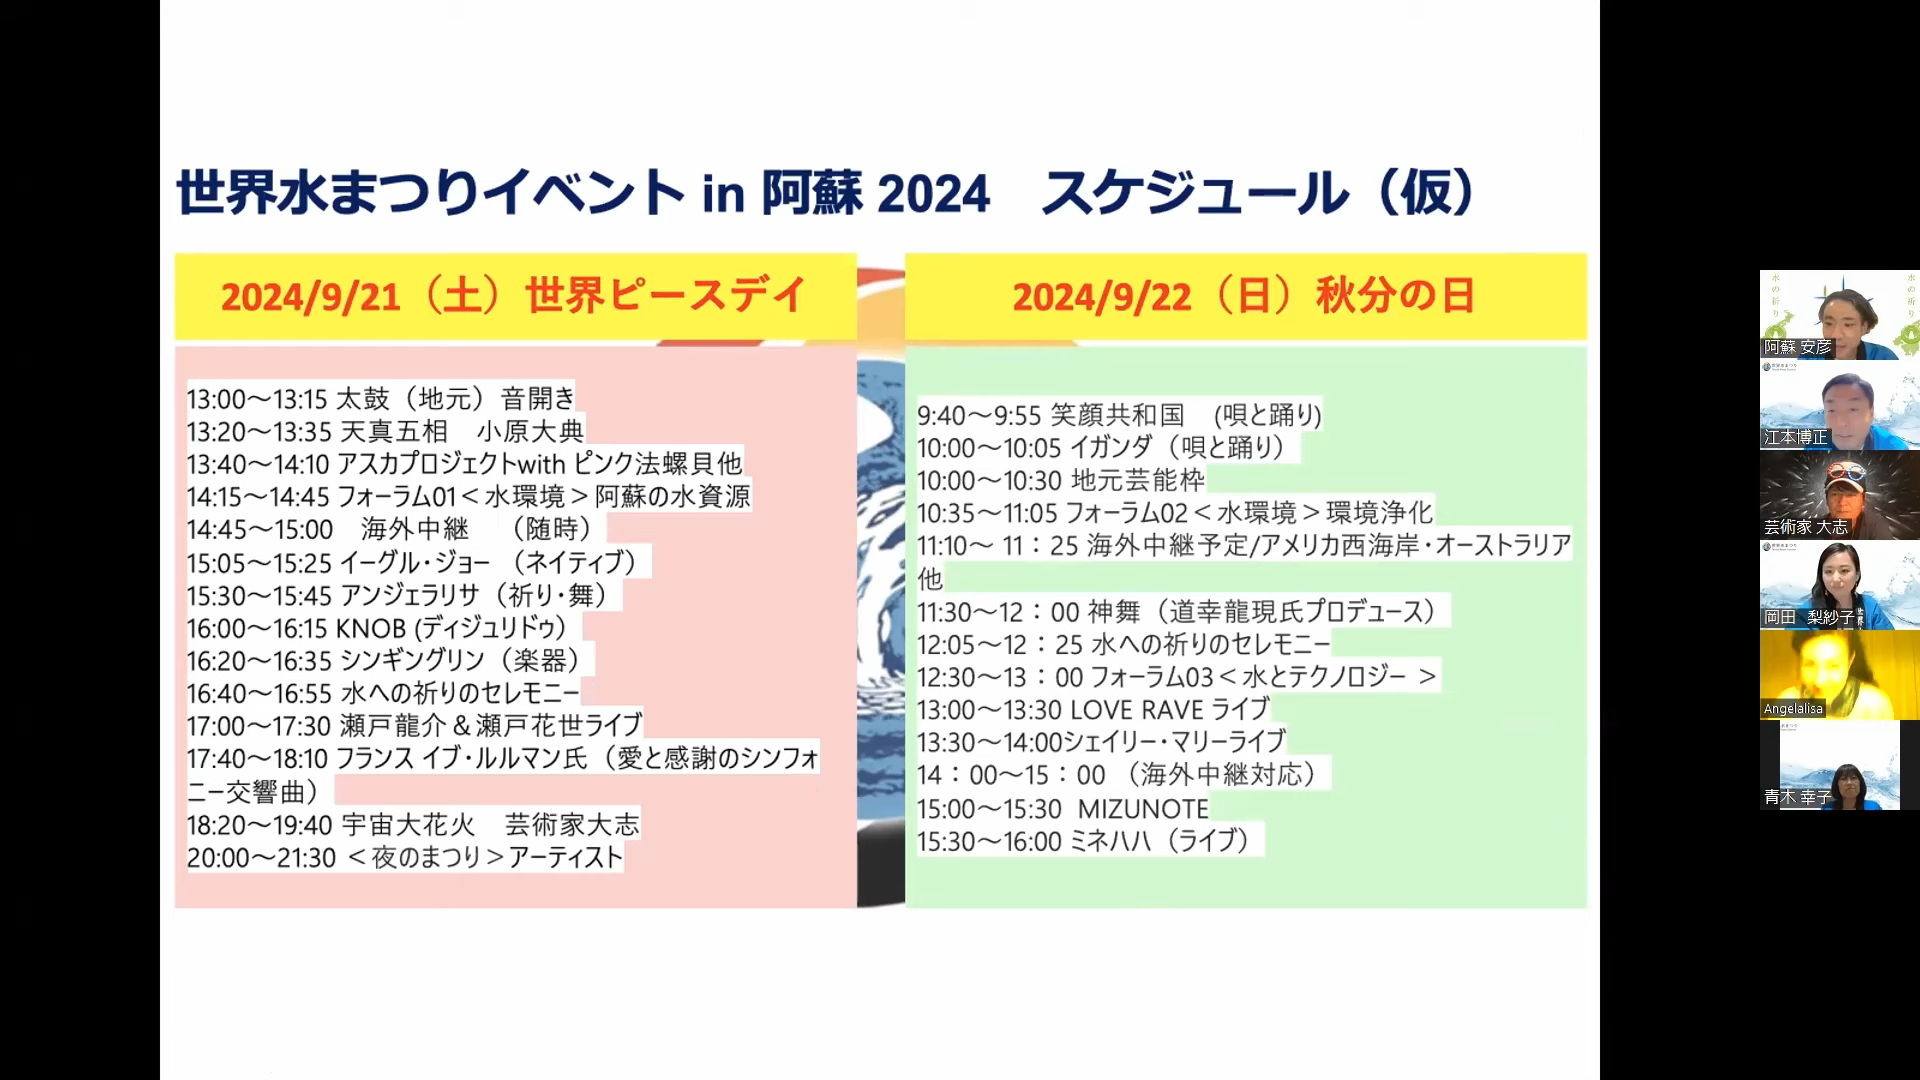 世界水まつりイベント in 阿蘇 2024　スケジュール（仮）
2024/9/21（土）世界ピースデイ
13:00～13:15 太鼓（地元）音開き
13:20～13:35 天真五相　小原大典
13:40～14:10 アスカプロジェクトwith ピンク法螺貝他
14:15～14:45 フォーラム01＜水環境＞阿蘇の水資源
14:45～15:00　海外中継　（随時）
15:05～15:25 イーグル・ジョー （ネイティブ）
15:30～15:45 アンジェラリサ（祈り・舞）
16:00～16:15 KNOB (ディジュリドゥ）
16:20～16:35 シンギングリン（楽器）
16:40～16:55 水への祈りのセレモニー
17:00～17:30 瀬戸龍介＆瀬戸花世ライブ
17:40～18:10 フランス イブ・ルルマン氏（愛と感謝のシンフォ
ニー交響曲）
18:20～19:40 宇宙大花火　芸術家大志
20:00～21:30 ＜夜のまつり＞アーティスト
2024/9/22（日）秋分の日
9:40～9:55 笑顔共和国　(唄と踊り)
10:00～10:05 イガンダ（唄と踊り）
10:00～10:30 地元芸能枠
10:35～11:05 フォーラム02＜水環境＞環境浄化
11:10～ 11：25 海外中継予定/アメリカ西海岸・オーストラリア
他
11:30～12：00 神舞（道幸龍現氏プロデュース）
12:05～12：25 水への祈りのセレモニー
12:30～13：00 フォーラム03＜水とテクノロジー ＞
13:00～13:30 LOVE RAVE ライブ
13:30～14:00シェイリー・マリーライブ
14：00～15：00 （海外中継対応）
15:00～15:30 MIZUNOTE
15:30～16:00 ミネハハ（ライブ）
水の祈り
水の祈り
阿蘇 安彦
世界水まつり
江本博正
芸術家 大志
世界水まつり
岡田　梨紗子
Angelalisa
青木 幸子